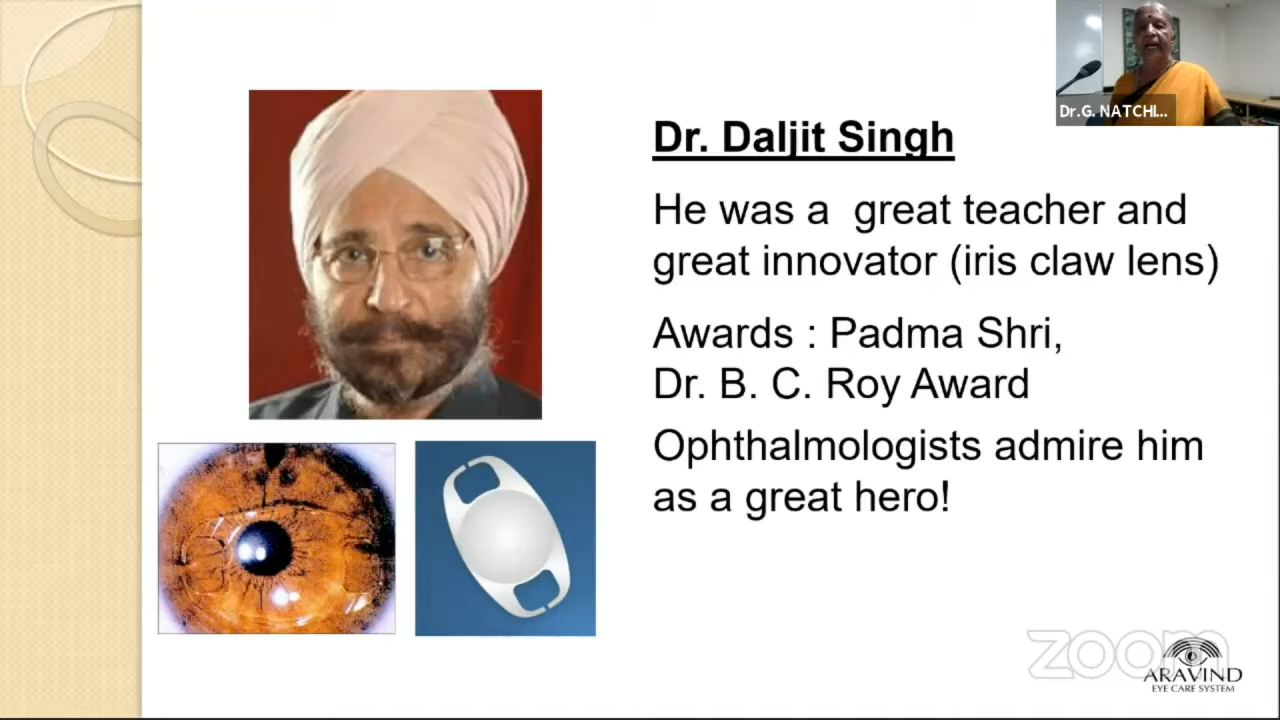 Dr.G. NATCHI...
Dr. Daljit Singh
He was a great teacher and
great innovator (iris claw lens)
Awards : Padma Shri,
Dr. B. C. Roy Award
Ophthalmologists admire him
as a great hero!
zoom
ARAVIND
EYE CARE SYSTEM